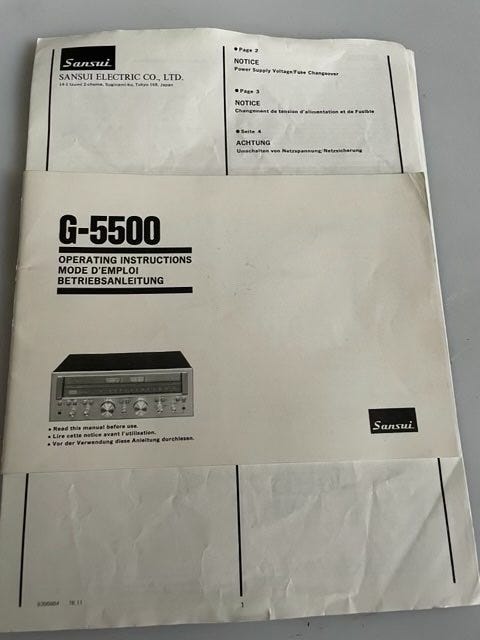 Sansui
SANSUI ELECTRIC CO., LTD.
14-1 Izumi 2-chome, Suginami-ku, Tokyo 168, Japan
● Page 2
NOTICE
Power Supply Voltage/Fuse Changeover
● Page 3
NOTICE
Changement de tension d'alimentation et de Fusible
● Seite 4
ACHTUNG
Umschalten von Netzspannung/Netzsicherung
G-5500
OPERATING INSTRUCTIONS
MODE D'EMPLOI
BETRIEBSANLEITUNG
● Read this manual before use.
● Lire cette notice avant l'utilisation.
● Vor der Verwendung diese Anleitung durchlesen.
Sansui
1